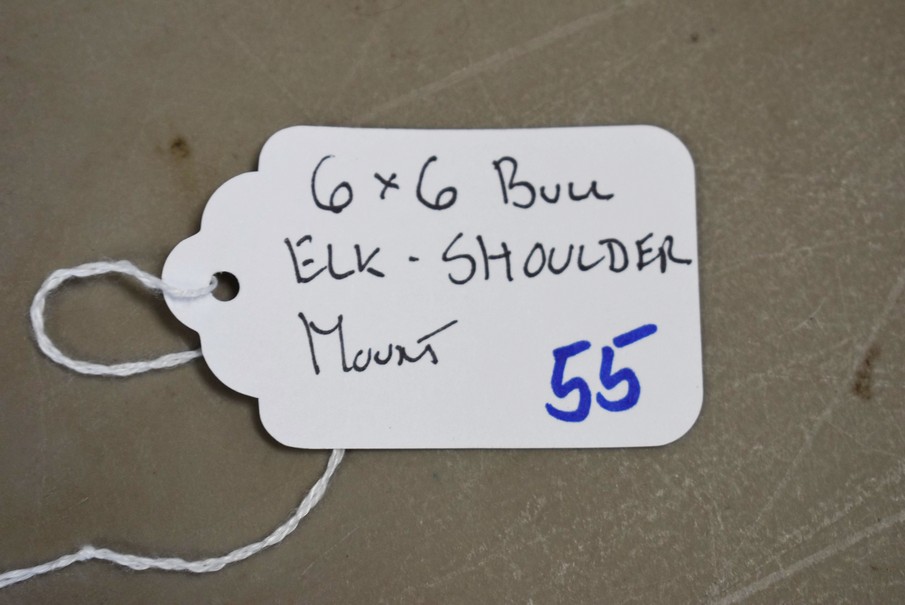 6 x 6 Bull
ELK - SHOULDER
Mount
55